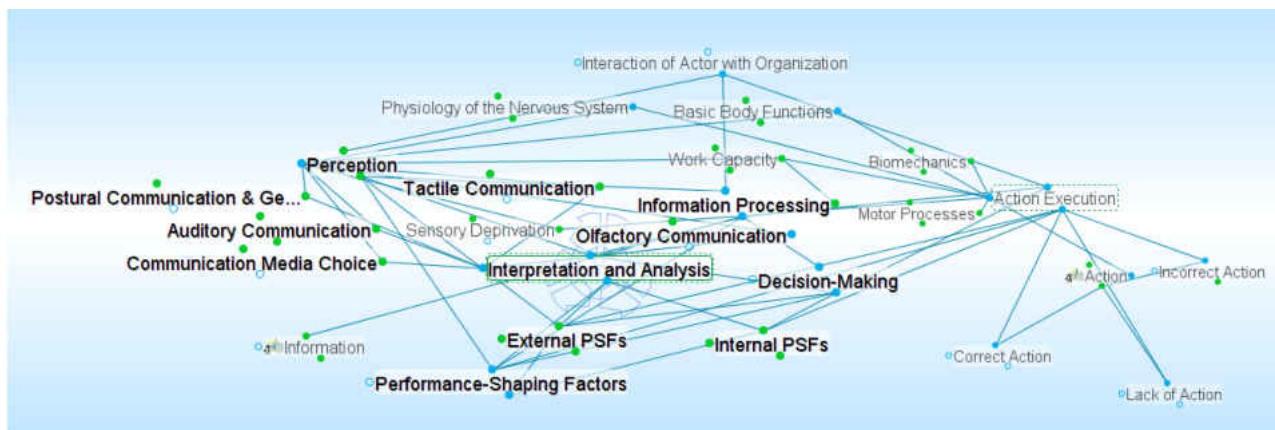 Interaction of Actor with Organization
Physiology of the Nervous System
Basic Body Functions
Perception
Work Capacity
Biomechanics
Tactile Communication
Postural Communication & Ge...
Information Processing
Action Execution
Motor Processes
Auditory Communication
Sensory Deprivation
Olfactory Communication
Communication Media Choice
Interpretation and Analysis
Decision-Making
Action
Incorrect Action
External PSFs
Internal PSFs
Information
Correct Action
Performance-Shaping Factors
Lack of Action